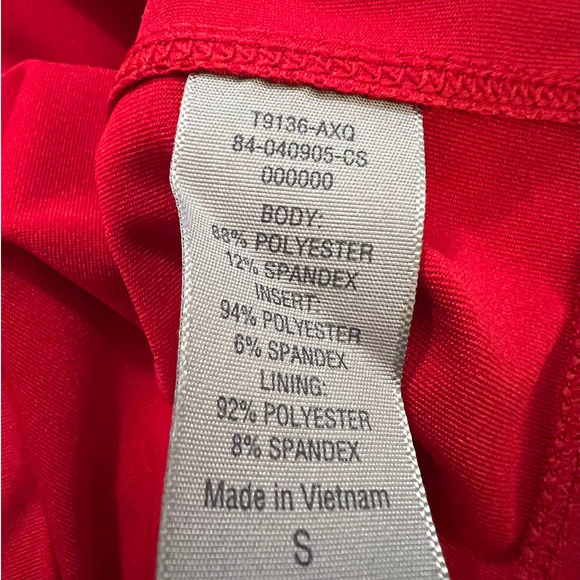 T9136-AXQ
84-040905-CS
000000
BODY:
88% POLYESTER
12% SPANDEX
INSERT:
94% POLYESTER
6% SPANDEX
LINING:
92% POLYESTER
8% SPANDEX
Made in Vietnam
S